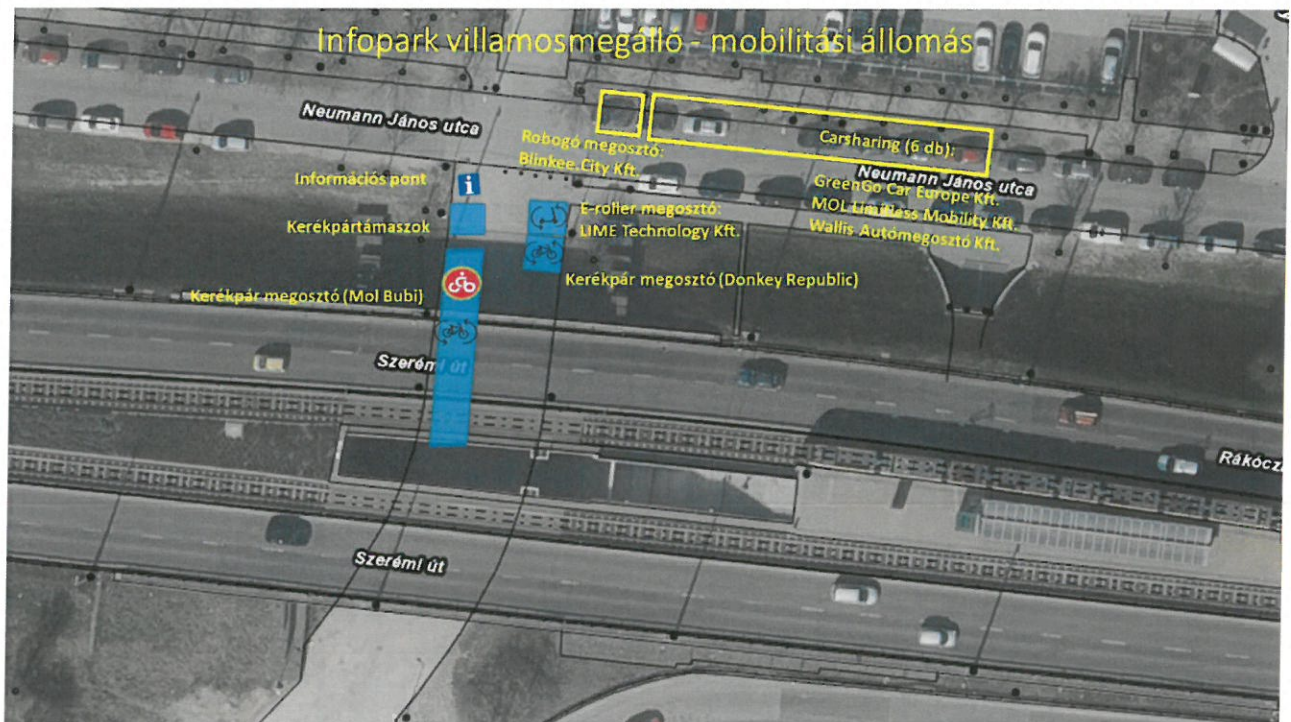 Infopark villamosmegálló - mobilitási állomás
Neumann János utca
Robogó megosztó:
Blinkee.City Kft.
Carsharing (6 db):
Neumann János utca
GreenGo Car Europe Kft.
MOL Limitless Mobility Kft.
Wallis Autómegosztó Kft.
Információs pont
i
Kerékpártámaszok
E-roller megosztó:
LIME Technology Kft.
Kerékpár megosztó (Donkey Republic)
Kerékpár megosztó (Mol Bubi)
Szerémi út
Rákócz
Szerémi út